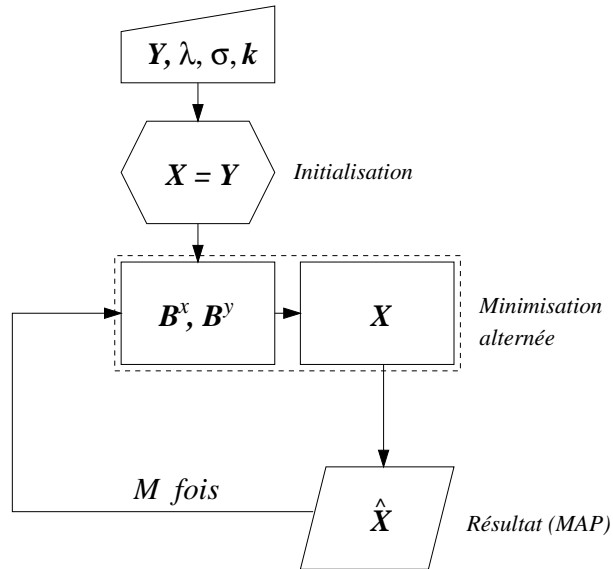 Y, λ, σ, k
X = Y
Initialisation
B^x, B^y
X
Minimisation
alternée
M fois
X̂
Résultat (MAP)